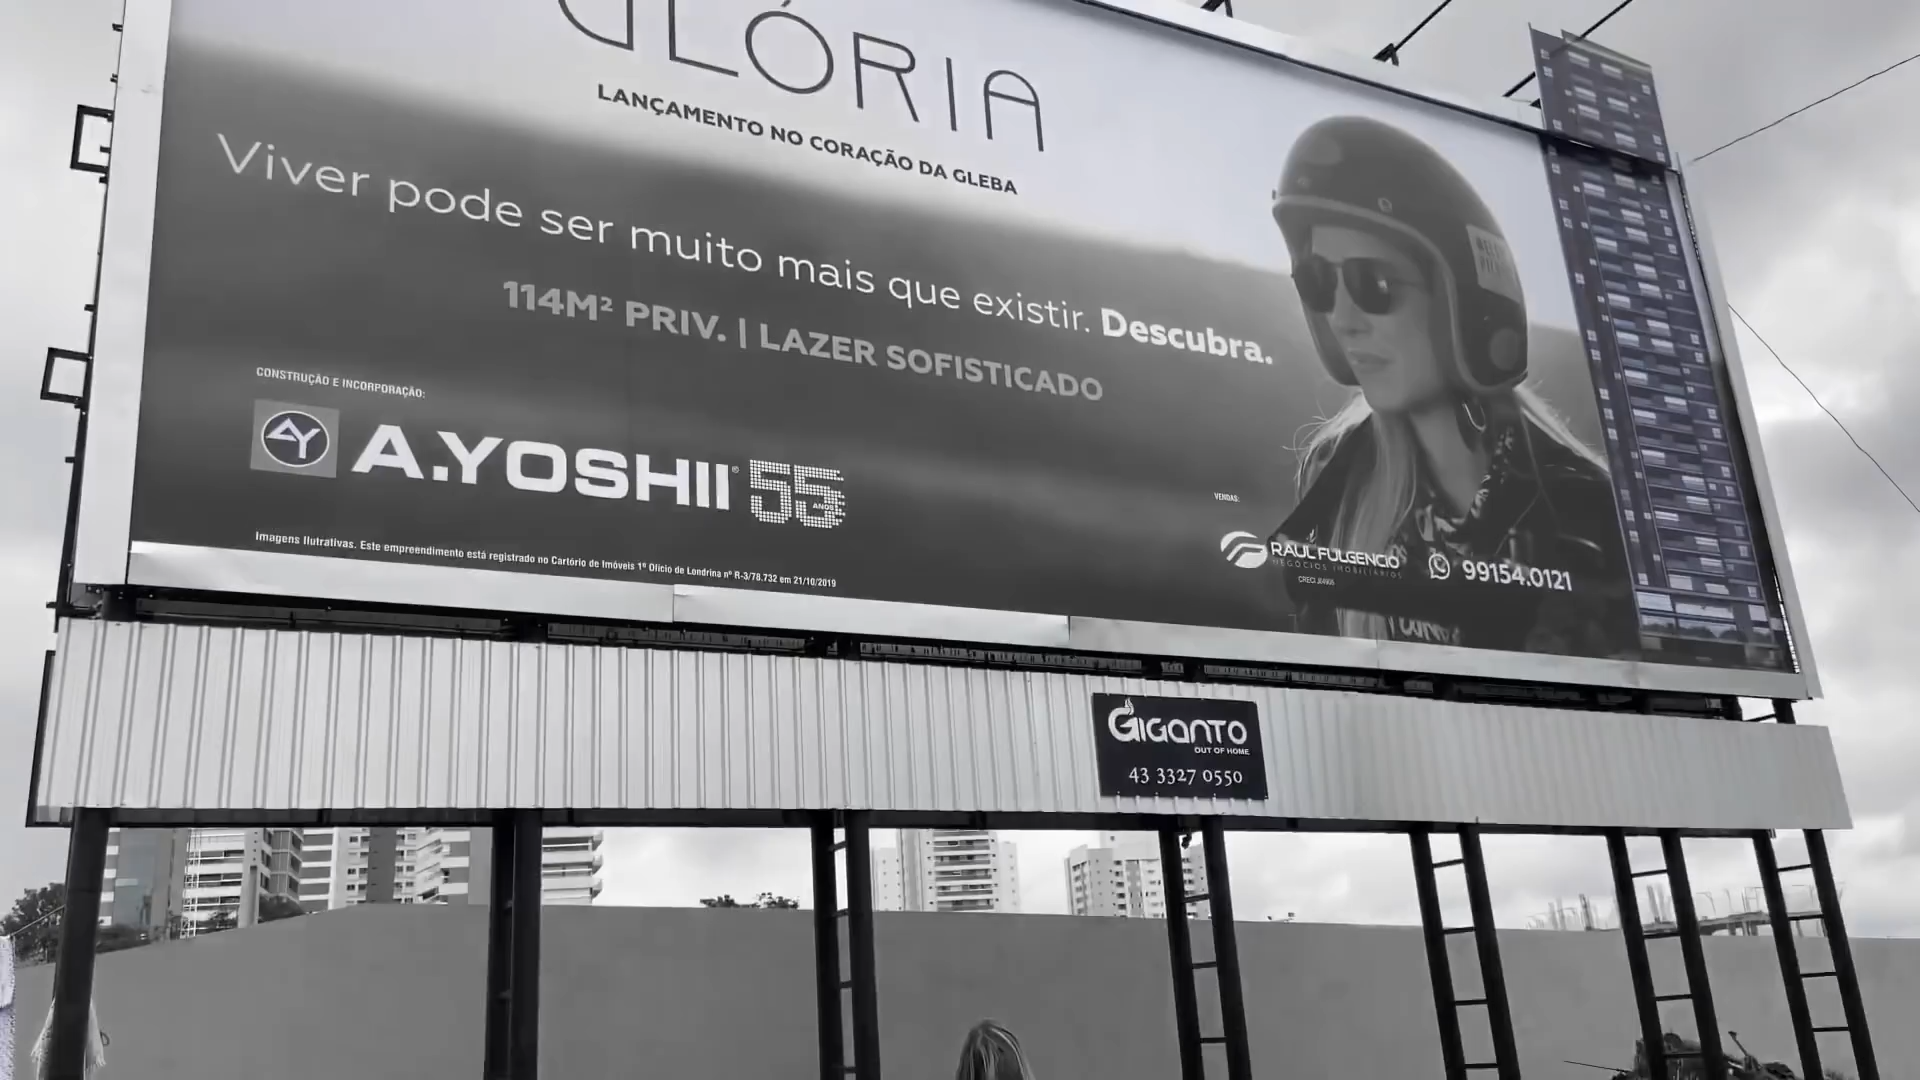 GLÓRIA
LANÇAMENTO NO CORAÇÃO DA GLEBA
Viver pode ser muito mais que existir. Descubra.
114M² PRIV. | LAZER SOFISTICADO
CONSTRUÇÃO E INCORPORAÇÃO:
AY A.YOSHII® 55 ANOS
Imagens Ilutrativas. Este empreendimento está registrado no Cartório de Imóveis 1º Ofício de Londrina nº R-3/78.732 em 21/10/2019
VENDAS:
RAUL FULGENCIO 99154.0121
NEGÓCIOS IMOBILIÁRIOS
CRECI
GIGANTO
OUT OF HOME
43 3327 0550